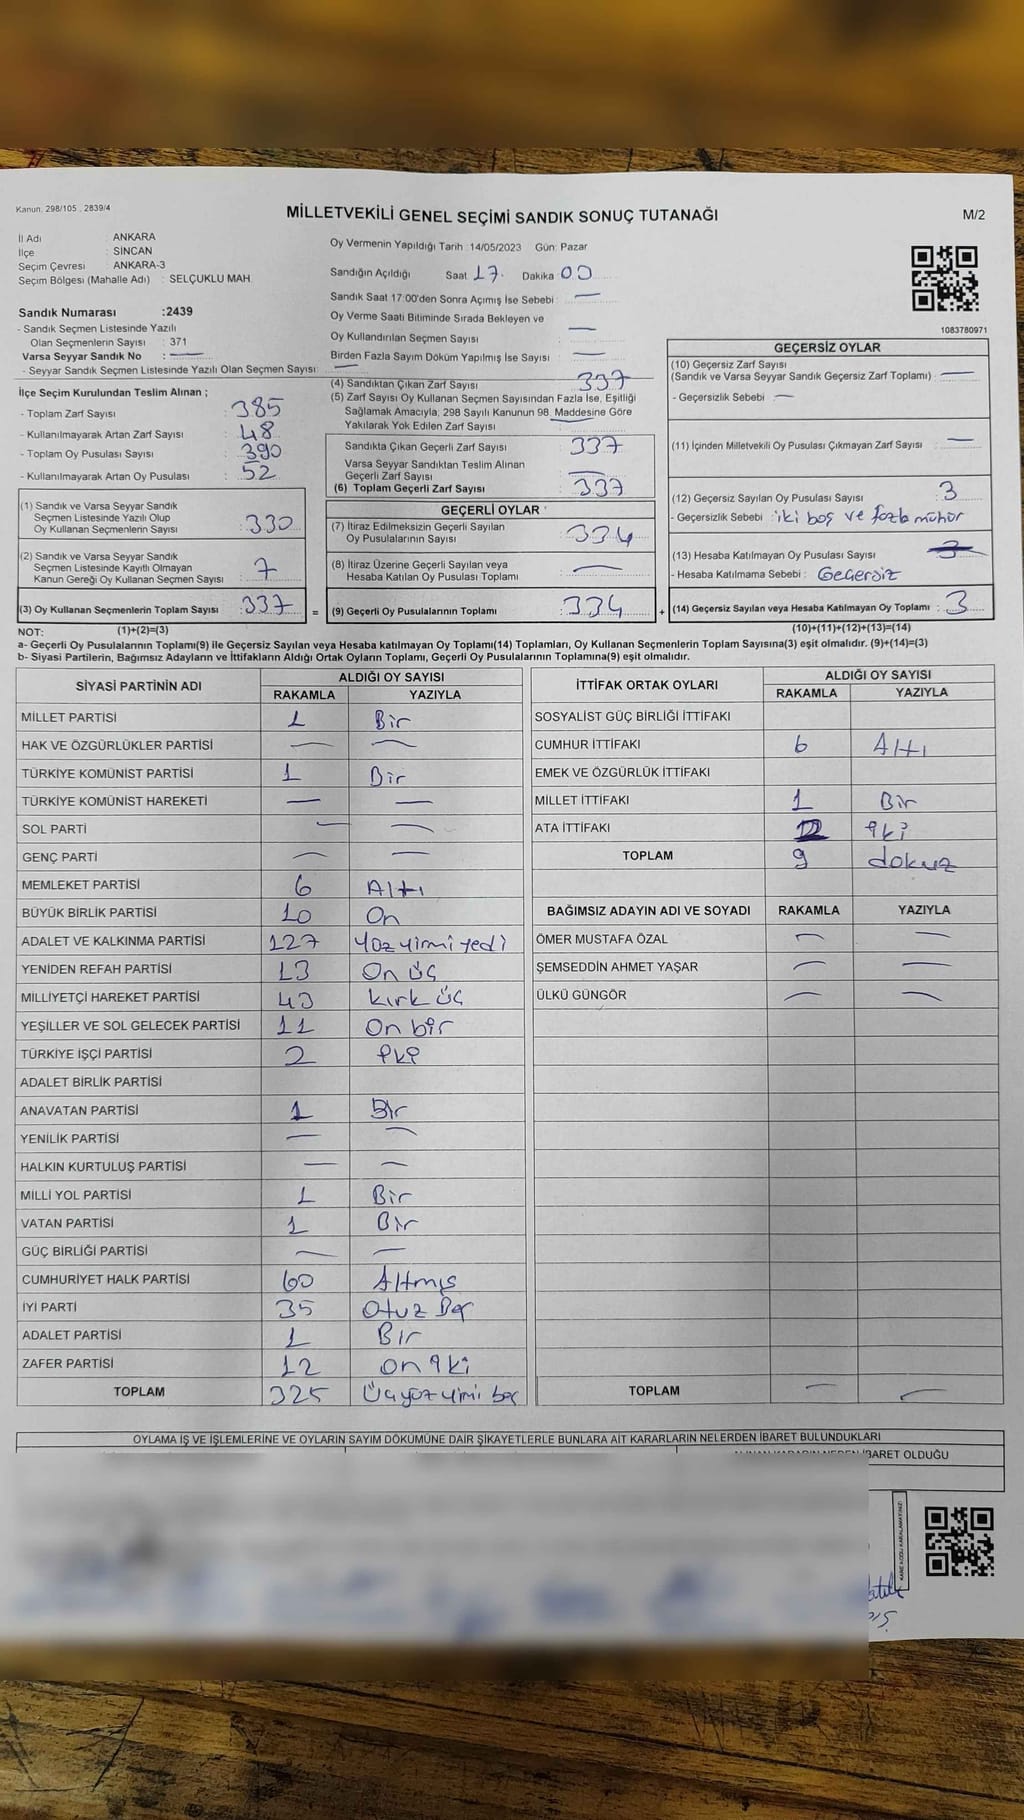 Kanun, 298/105 , 2839/4
MİLLETVEKİLİ GENEL SEÇİMİ SANDIK SONUÇ TUTANAĞI
M/2
İl Adı : ANKARA
İlçe : SİNCAN
Seçim Çevresi : ANKARA-3
Seçim Bölgesi (Mahalle Adı) : SELÇUKLU MAH
Sandık Numarası :2439
- Sandık Seçmen Listesinde Yazılı
Olan Seçmenlerin Sayısı : 371
Varsa Seyyar Sandık No : —
- Seyyar Sandık Seçmen Listesinde Yazılı Olan Seçmen Sayısı: —
İlçe Seçim Kurulundan Teslim Alınan ;
- Toplam Zarf Sayısı : 385
- Kullanılmayarak Artan Zarf Sayısı : 48
- Toplam Oy Pusulası Sayısı : 390
- Kullanılmayarak Artan Oy Pusulası : 52
(1) Sandık ve Varsa Seyyar Sandık
Seçmen Listesinde Yazılı Olup
Oy Kullanan Seçmenlerin Sayısı : 330
(2) Sandık ve Varsa Seyyar Sandık
Seçmen Listesinde Kayıtlı Olmayan
Kanun Gereği Oy Kullanan Seçmen Sayısı : 7
(3) Oy Kullanan Seçmenlerin Toplam Sayısı : 337 =
Oy Vermenin Yapıldığı Tarih :14/05/2023 Gün: Pazar
Sandığın Açıldığı Saat 17 Dakika 00
Sandık Saat 17:00'den Sonra Açımış İse Sebebi : —
Oy Verme Saati Bitiminde Sırada Bekleyen ve
Oy Kullandırılan Seçmen Sayısı : —
Birden Fazla Sayım Döküm Yapılmış İse Sayısı : —
(4) Sandıktan Çıkan Zarf Sayısı : 337
(5) Zarf Sayısı Oy Kullanan Seçmen Sayısından Fazla İse, Eşitliği
Sağlamak Amacıyla, 298 Sayılı Kanunun 98. Maddesine Göre
Yakılarak Yok Edilen Zarf Sayısı : —
Sandıkta Çıkan Geçerli Zarf Sayısı : 337
Varsa Seyyar Sandıktan Teslim Alınan
Geçerli Zarf Sayısı : —
(6) Toplam Geçerli Zarf Sayısı : 337
GEÇERLİ OYLAR
(7) İtiraz Edilmeksizin Geçerli Sayılan
Oy Pusulalarının Sayısı : 334
(8) İtiraz Üzerine Geçerli Sayılan veya
Hesaba Katılan Oy Pusulası Toplamı : —
(9) Geçerli Oy Pusulalarının Toplamı : 334 +
1083780971
GEÇERSİZ OYLAR
(10) Geçersiz Zarf Sayısı
(Sandık ve Varsa Seyyar Sandık Geçersiz Zarf Toplamı) : —
- Geçersizlik Sebebi : —
(11) İçinden Milletvekili Oy Pusulası Çıkmayan Zarf Sayısı : —
(12) Geçersiz Sayılan Oy Pusulası Sayısı : 3
- Geçersizlik Sebebi : iki boş ve fazla mühür
(13) Hesaba Katılmayan Oy Pusulası Sayısı : 3
- Hesaba Katılmama Sebebi : Geçersiz
(14) Geçersiz Sayılan veya Hesaba Katılmayan Oy Toplamı : 3
NOT: (1)+(2)=(3) (10)+(11)+(12)+(13)=(14)
a- Geçerli Oy Pusulalarının Toplamı(9) ile Geçersiz Sayılan veya Hesaba katılmayan Oy Toplamı(14) Toplamları, Oy Kullanan Seçmenlerin Toplam Sayısına(3) eşit olmalıdır. (9)+(14)=(3)
b- Siyasi Partilerin, Bağımsız Adayların ve İttifakların Aldığı Ortak Oyların Toplamı, Geçerli Oy Pusulalarının Toplamına(9) eşit olmalıdır.
SİYASİ PARTİNİN ADI ALDIĞI OY SAYISI
RAKAMLA YAZIYLA
MİLLET PARTİSİ 1 Bir
HAK VE ÖZGÜRLÜKLER PARTİSİ — —
TÜRKİYE KOMÜNİST PARTİSİ 1 Bir
TÜRKİYE KOMÜNİST HAREKETİ — —
SOL PARTİ — —
GENÇ PARTİ — —
MEMLEKET PARTİSİ 6 Altı
BÜYÜK BİRLİK PARTİSİ 10 On
ADALET VE KALKINMA PARTİSİ 127 Yüz yirmi yedi
YENİDEN REFAH PARTİSİ 13 On üç
MİLLİYETÇİ HAREKET PARTİSİ 43 kırk üç
YEŞİLLER VE SOL GELECEK PARTİSİ 11 On bir
TÜRKİYE İŞÇİ PARTİSİ 2 iki
ADALET BİRLİK PARTİSİ
ANAVATAN PARTİSİ 1 Bir
YENİLİK PARTİSİ — —
HALKIN KURTULUŞ PARTİSİ — —
MİLLİ YOL PARTİSİ 1 Bir
VATAN PARTİSİ 1 Bir
GÜÇ BİRLİĞİ PARTİSİ — —
CUMHURİYET HALK PARTİSİ 60 Altmış
İYİ PARTİ 35 Otuz Beş
ADALET PARTİSİ 1 Bir
ZAFER PARTİSİ 12 on iki
TOPLAM 325 Üçyüz yimi beş
İTTİFAK ORTAK OYLARI ALDIĞI OY SAYISI
RAKAMLA YAZIYLA
SOSYALİST GÜÇ BİRLİĞİ İTTİFAKI
CUMHUR İTTİFAKI 6 Altı
EMEK VE ÖZGÜRLÜK İTTİFAKI
MİLLET İTTİFAKI 1 Bir
ATA İTTİFAKI 2 iki
TOPLAM 9 dokuz
BAĞIMSIZ ADAYIN ADI VE SOYADI RAKAMLA YAZIYLA
ÖMER MUSTAFA ÖZAL — —
ŞEMSEDDİN AHMET YAŞAR — —
ÜLKÜ GÜNGÖR — —
TOPLAM — —
OYLAMA İŞ VE İŞLEMLERİNE VE OYLARIN SAYIM DÖKÜMÜNE DAİR ŞİKAYETLERLE BUNLARA AİT KARARLARIN NELERDEN İBARET BULUNDUKLARI
İBARET OLDUĞU
KARE KODU KARALAMAYINIZ!